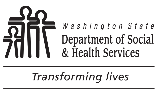 Washington State
Department of Social
& Health Services
Transforming lives